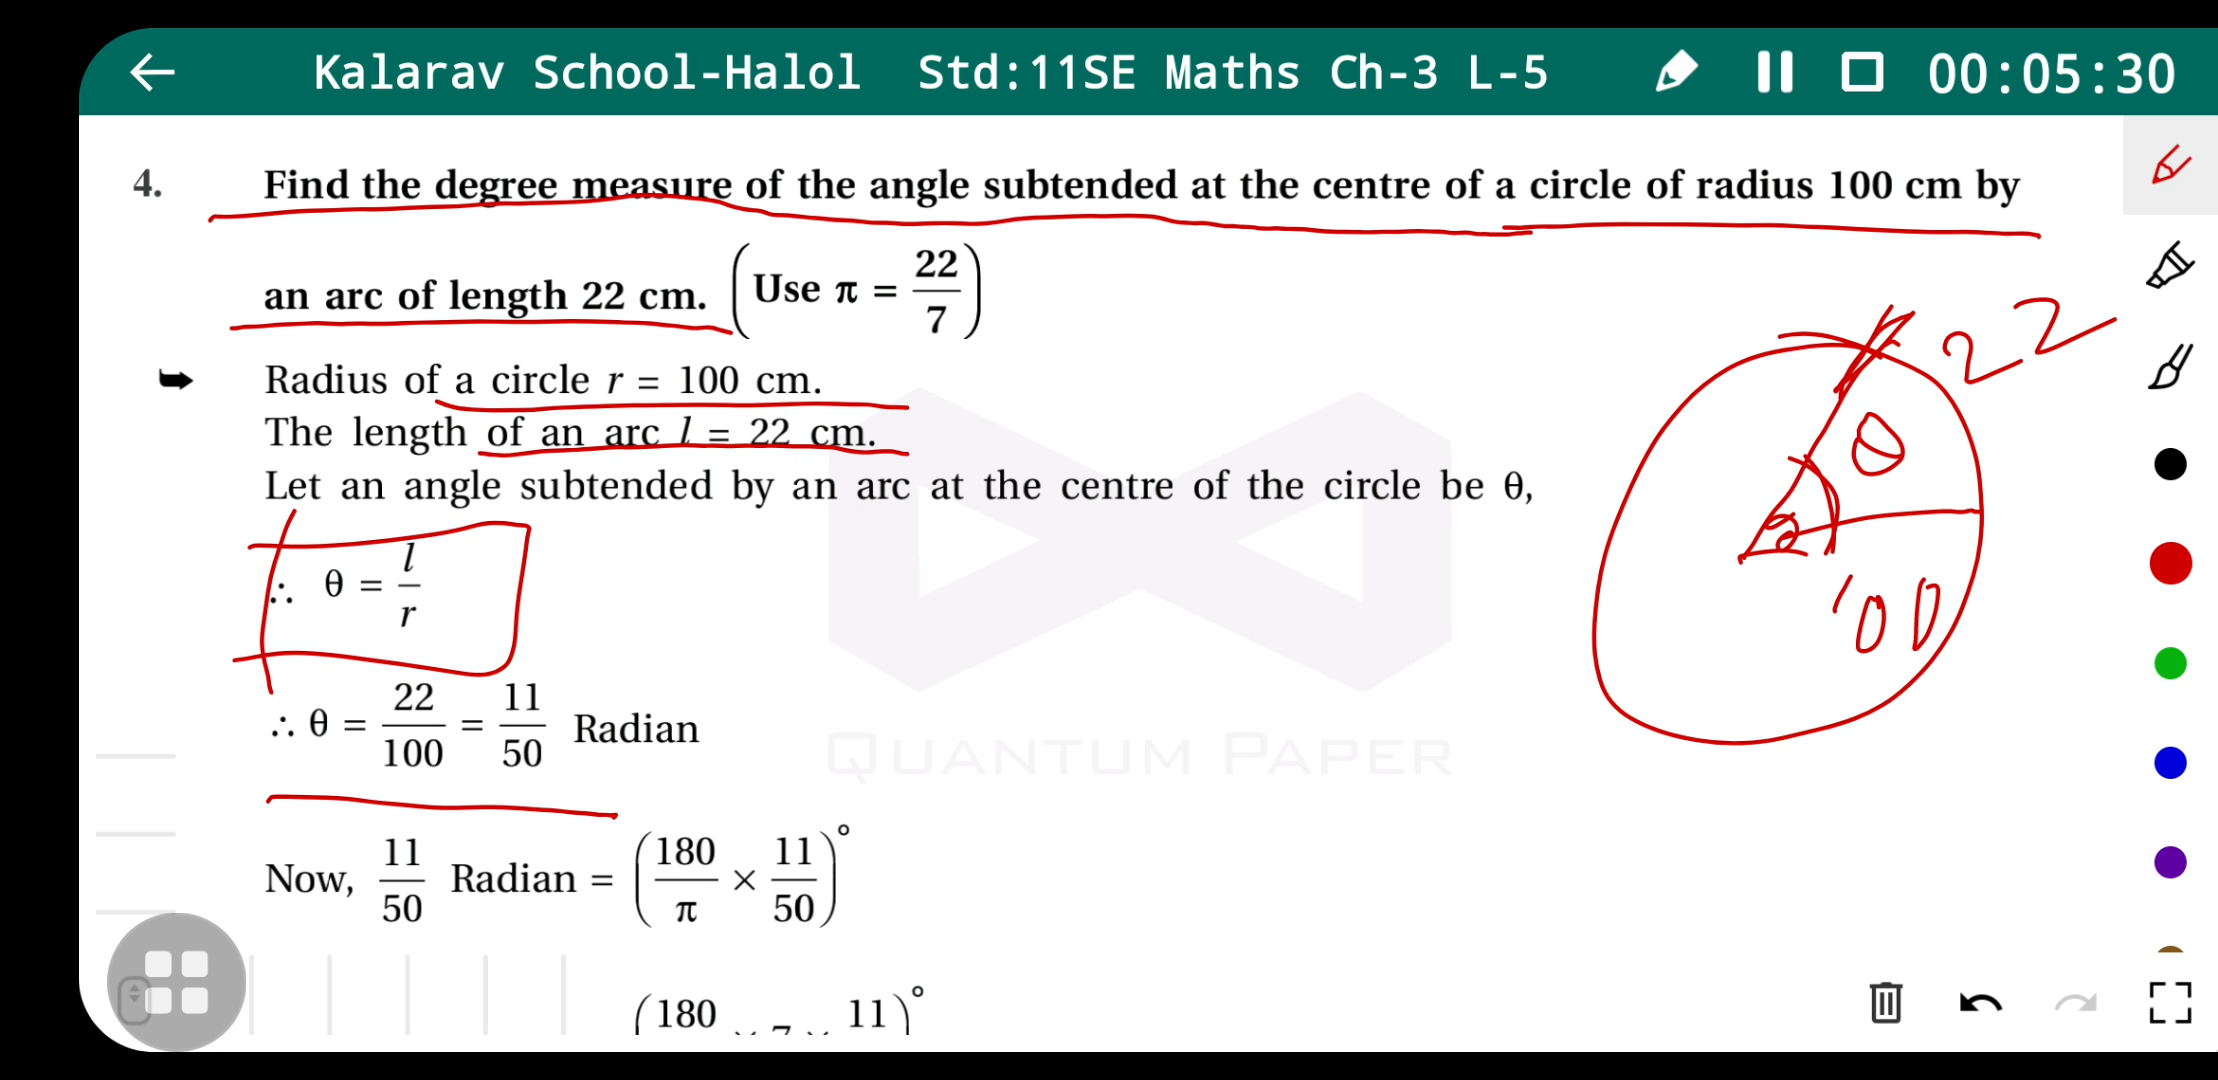 Kalarav School-Halol Std:11SE Maths Ch-3 L-5 00:05:30
4. Find the degree measure of the angle subtended at the centre of a circle of radius 100 cm by
an arc of length 22 cm. (Use π = 22/7)
Radius of a circle r = 100 cm.
The length of an arc l = 22 cm.
Let an angle subtended by an arc at the centre of the circle be θ,
∴ θ = l/r
∴ θ = 22/100 = 11/50 Radian
Now, 11/50 Radian = (180/π × 11/50)°
(180 × 7 × 11)°
22
θ
100
QUANTUM PAPER